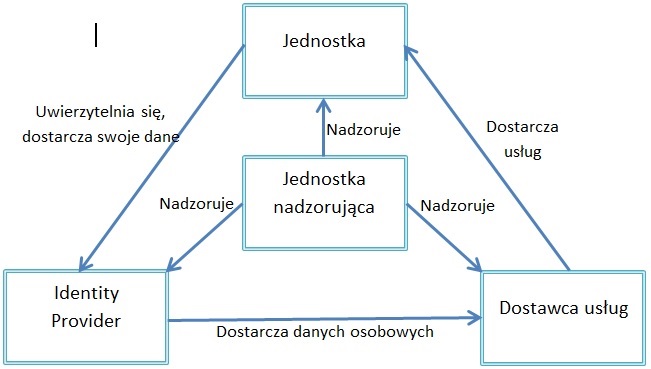 Jednostka
Uwierzytelnia się,
dostarcza swoje dane
Nadzoruje
Dostarcza
usług
Jednostka
nadzorująca
Nadzoruje
Nadzoruje
Identity
Provider
Dostawca usług
Dostarcza danych osobowych